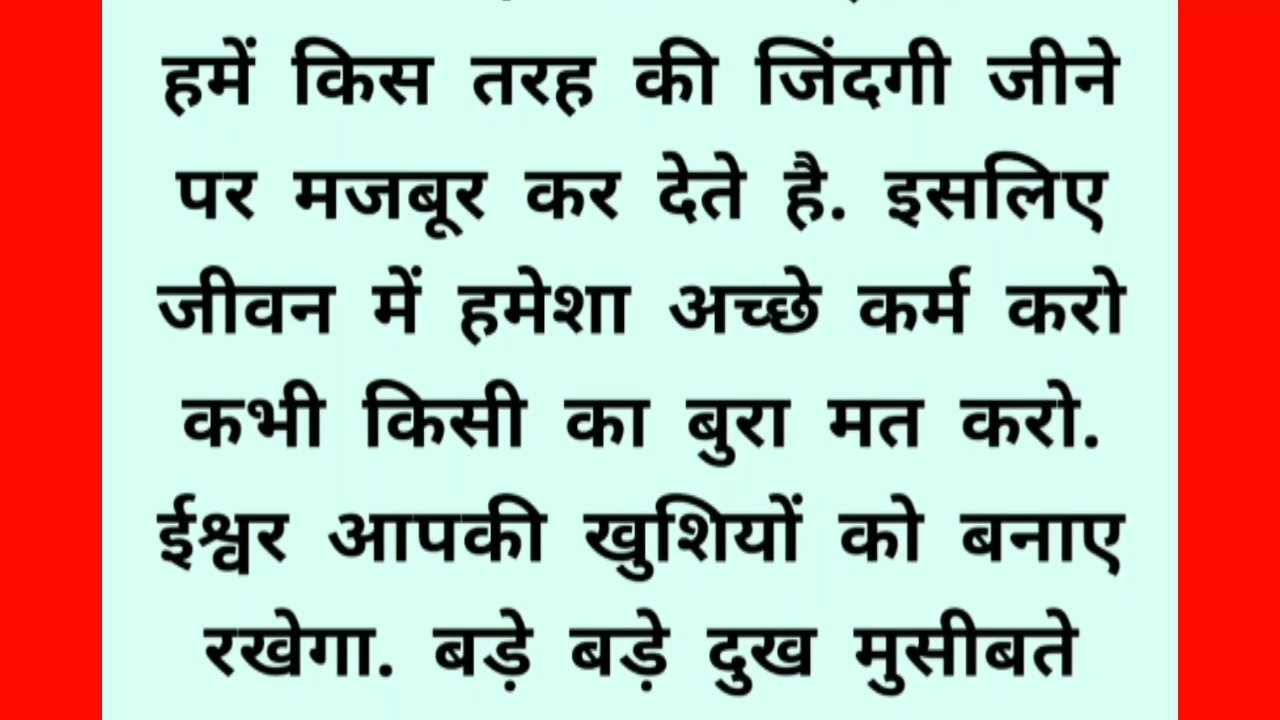 हमें किस तरह की जिंदगी जीने
पर मजबूर कर देते है. इसलिए
जीवन में हमेशा अच्छे कर्म करो
कभी किसी का बुरा मत करो.
ईश्वर आपकी खुशियों को बनाए
रखेगा. बड़े बड़े दुख मुसीबते